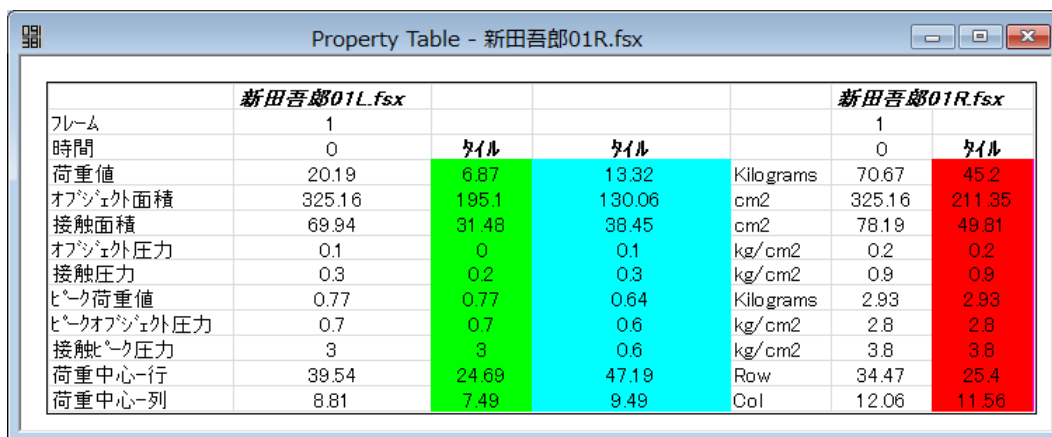 Property Table - 新田吾郎01R.fsx
新田吾郎01L.fsx 新田吾郎01R.fsx
ﾌﾚｰﾑ 1 1
時間 0 ﾀｲﾙ ﾀｲﾙ 0 ﾀｲﾙ
荷重値 20.19 6.87 13.32 Kilograms 70.67 45.2
ｵﾌﾞｼﾞｪｸﾄ面積 325.16 195.1 130.06 cm2 325.16 211.35
接触面積 69.94 31.48 38.45 cm2 78.19 49.81
ｵﾌﾞｼﾞｪｸﾄ圧力 0.1 0 0.1 kg/cm2 0.2 0.2
接触圧力 0.3 0.2 0.3 kg/cm2 0.9 0.9
ﾋﾟｰｸ荷重値 0.77 0.77 0.64 Kilograms 2.93 2.93
ﾋﾟｰｸｵﾌﾞｼﾞｪｸﾄ圧力 0.7 0.7 0.6 kg/cm2 2.8 2.8
接触ﾋﾟｰｸ圧力 3 3 0.6 kg/cm2 3.8 3.8
荷重中心-行 39.54 24.69 47.19 Row 34.47 25.4
荷重中心-列 8.81 7.49 9.49 Col 12.06 11.56